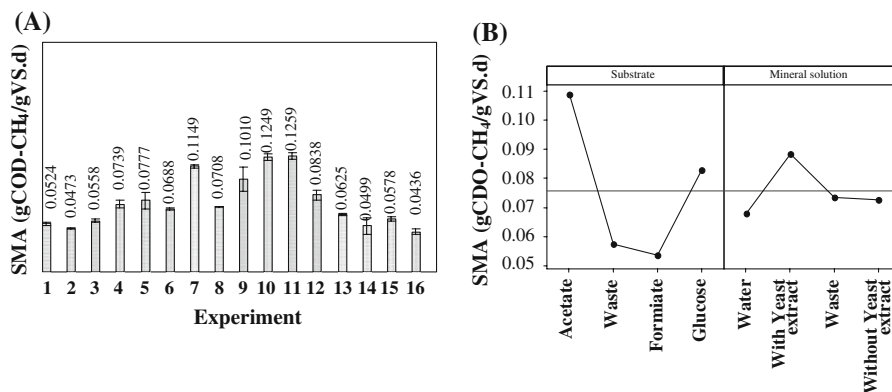 (A)
SMA (gCOD-CH4/gVS.d)
0.0524
0.0473
0.0558
0.0739
0.0777
0.0688
0.1149
0.0708
0.1010
0.1249
0.1259
0.0838
0.0625
0.0499
0.0578
0.0436
1 2 3 4 5 6 7 8 9 10 11 12 13 14 15 16
Experiment
(B)
SMA (gCDO-CH4/gVS.d)
Substrate
Mineral solution
0.11
0.10
0.09
0.08
0.07
0.06
0.05
Acetate
Waste
Formiate
Glucose
Water
With Yeast
extract
Waste
Without Yeast
extract